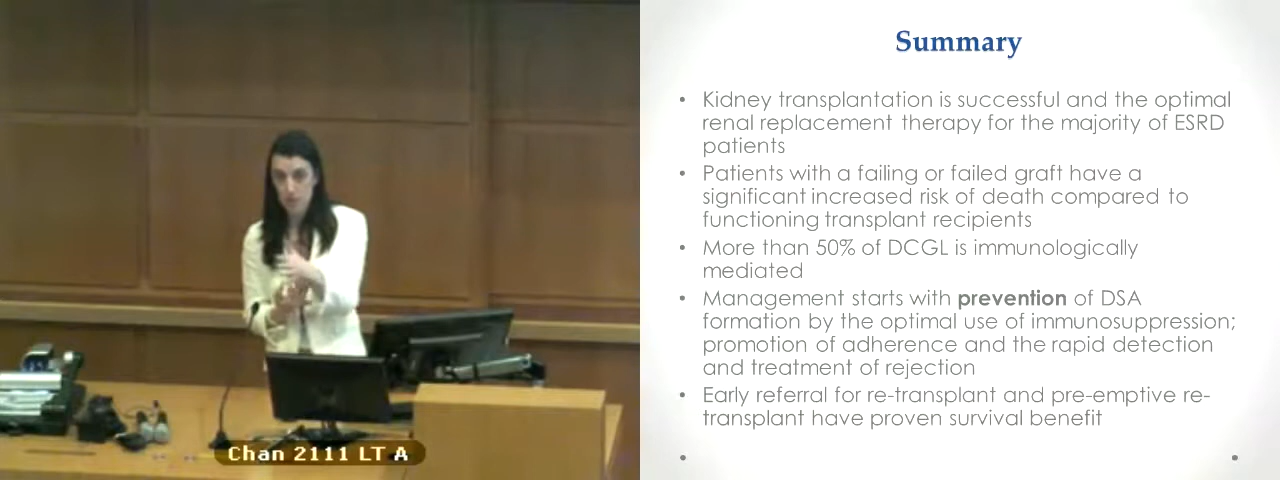 Summary
• Kidney transplantation is successful and the optimal
renal replacement therapy for the majority of ESRD
patients
• Patients with a failing or failed graft have a
significant increased risk of death compared to
functioning transplant recipients
• More than 50% of DCGL is immunologically
mediated
• Management starts with prevention of DSA
formation by the optimal use of immunosuppression;
promotion of adherence and the rapid detection
and treatment of rejection
• Early referral for re-transplant and pre-emptive re-
transplant have proven survival benefit
Chan 2111 LT A